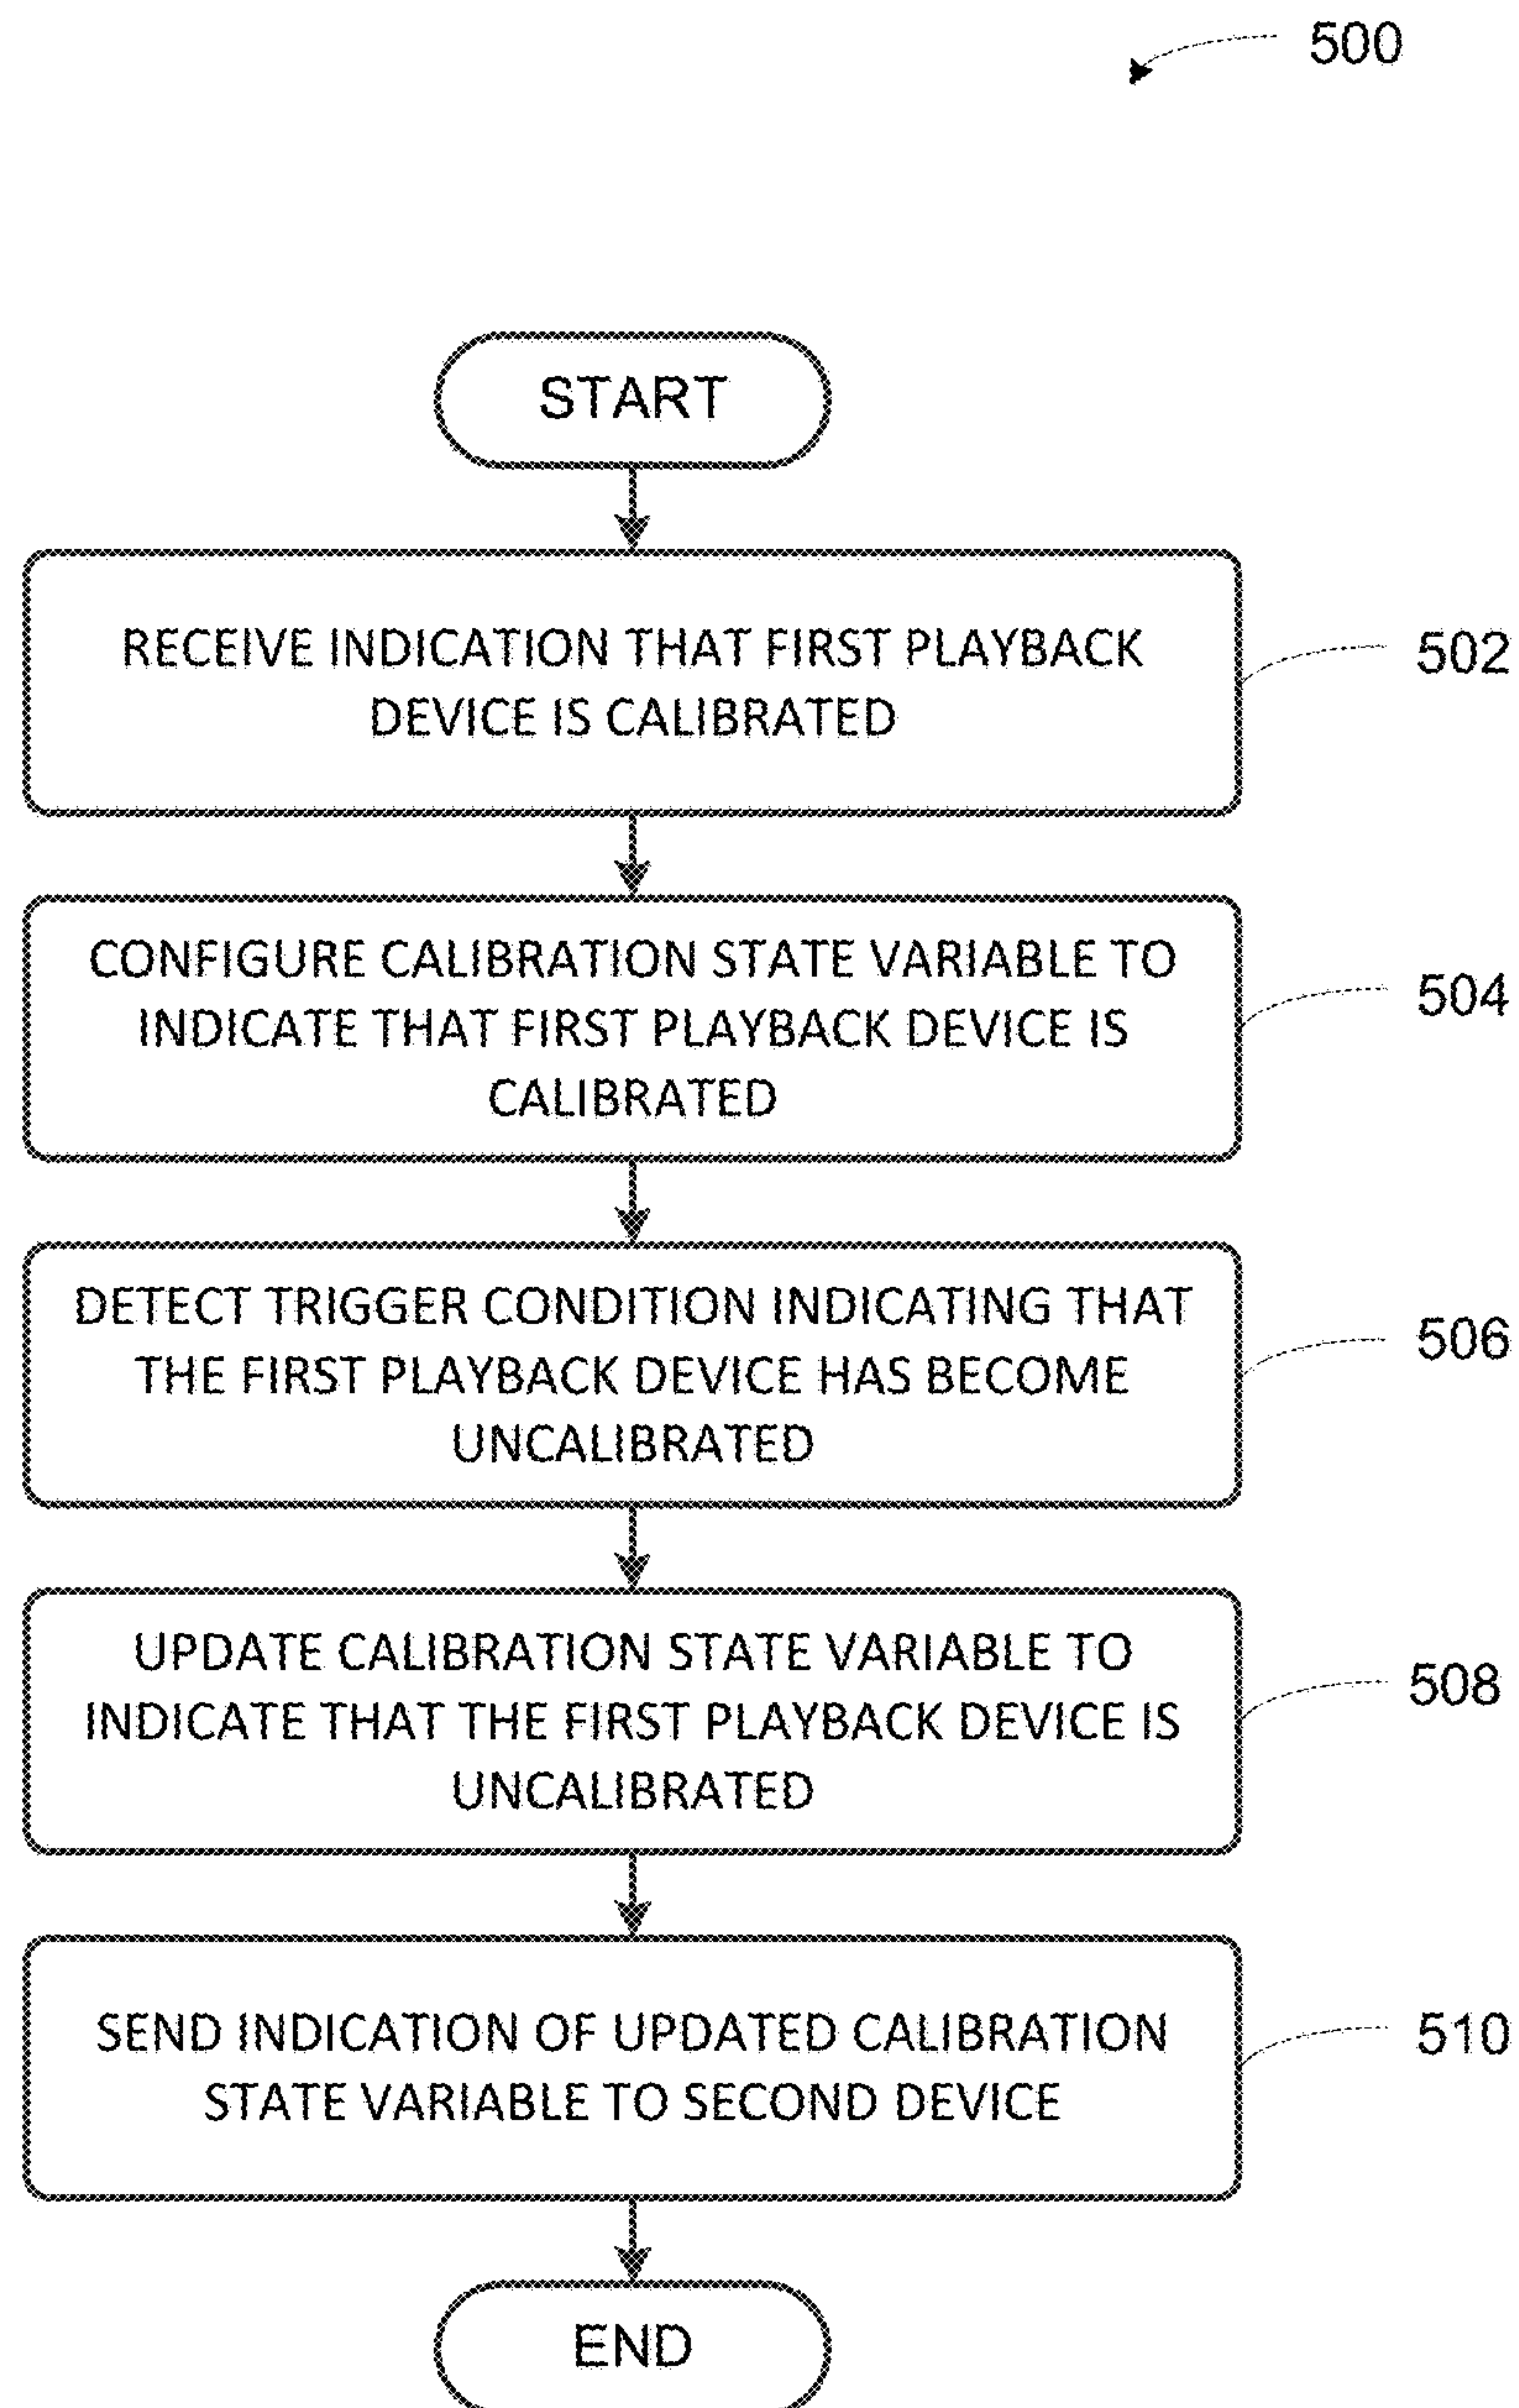 500
START
RECEIVE INDICATION THAT FIRST PLAYBACK
DEVICE IS CALIBRATED
502
CONFIGURE CALIBRATION STATE VARIABLE TO
INDICATE THAT FIRST PLAYBACK DEVICE IS
CALIBRATED
504
DETECT TRIGGER CONDITION INDICATING THAT
THE FIRST PLAYBACK DEVICE HAS BECOME
UNCALIBRATED
506
UPDATE CALIBRATION STATE VARIABLE TO
INDICATE THAT THE FIRST PLAYBACK DEVICE IS
UNCALIBRATED
508
SEND INDICATION OF UPDATED CALIBRATION
STATE VARIABLE TO SECOND DEVICE
510
END